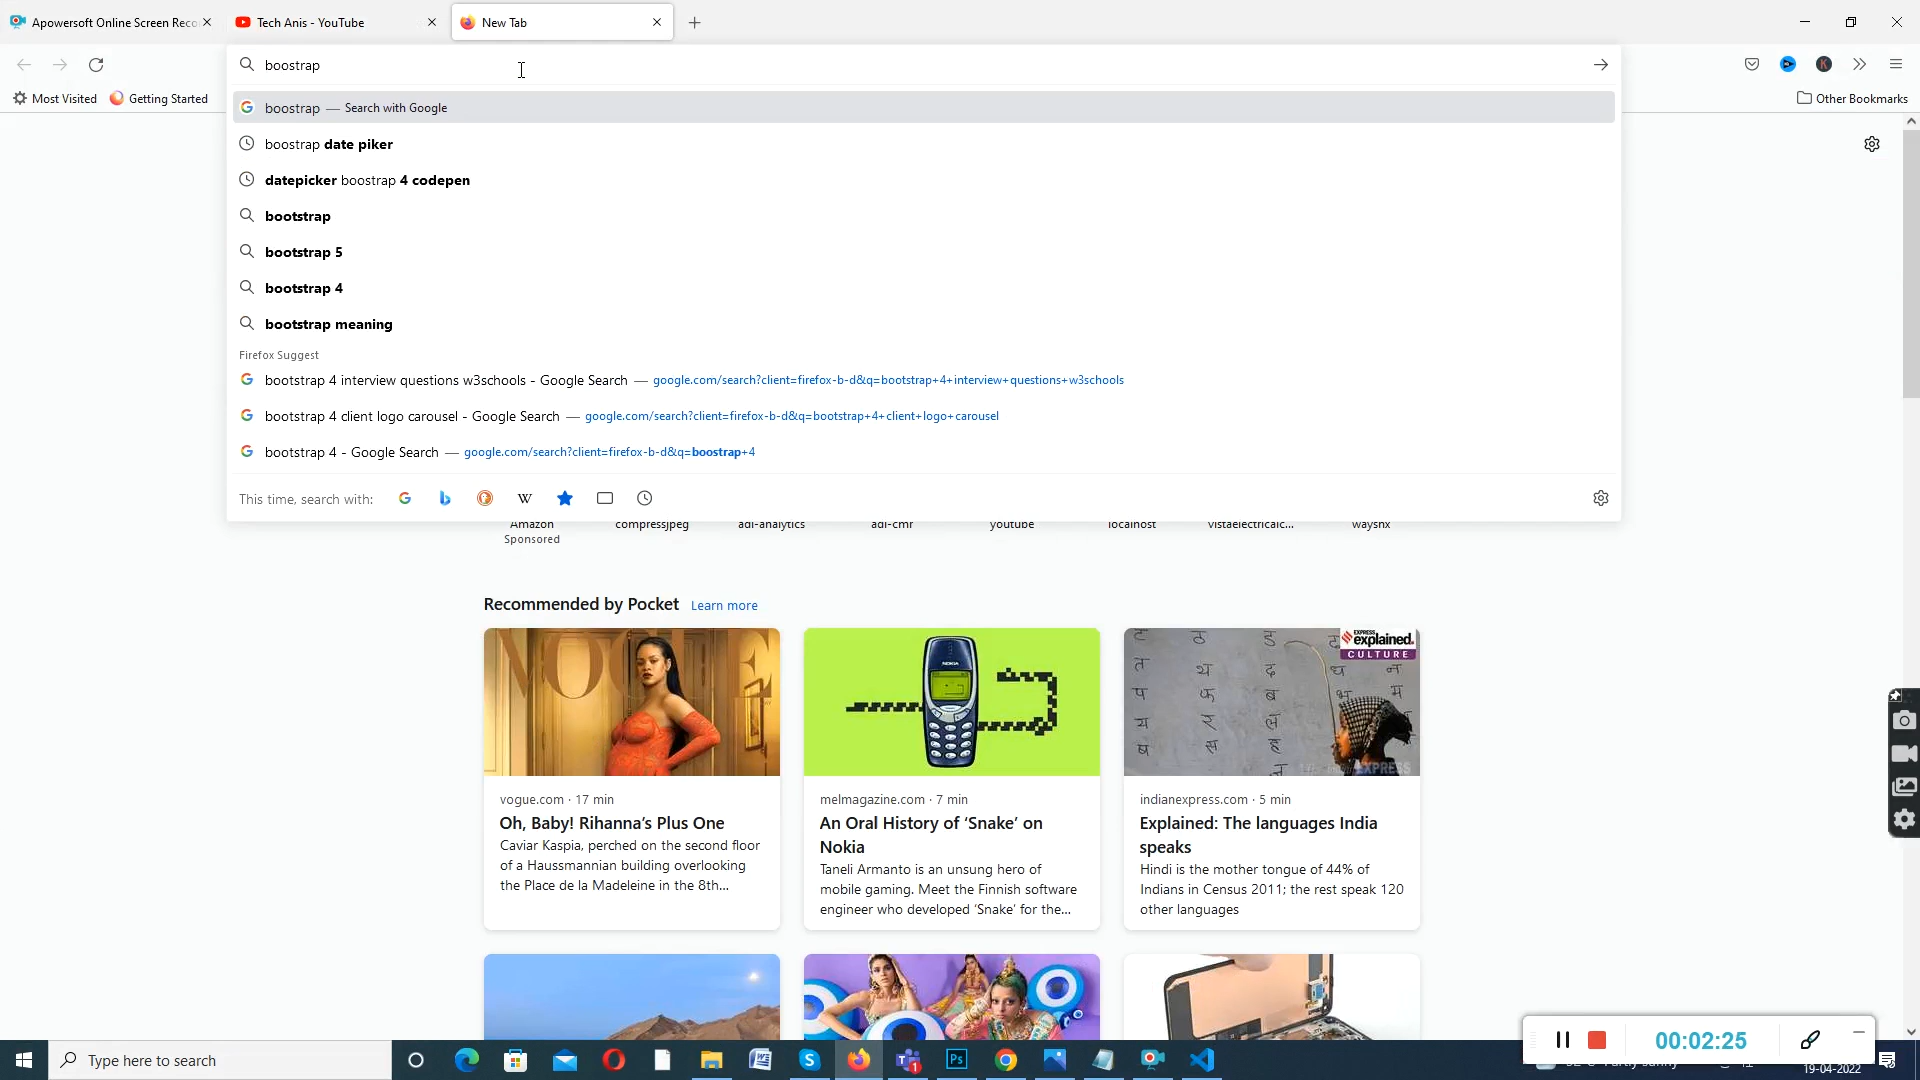 Apowersoft Online Screen Reco
Tech Anis - YouTube
New Tab
boostrap
Most Visited
Getting Started
Other Bookmarks
boostrap — Search with Google
boostrap date piker
datepicker boostrap 4 codepen
bootstrap
bootstrap 5
bootstrap 4
bootstrap meaning
Firefox Suggest
bootstrap 4 interview questions w3schools - Google Search — google.com/search?client=firefox-b-d&q=bootstrap+4+interview+questions+w3schools
bootstrap 4 client logo carousel - Google Search — google.com/search?client=firefox-b-d&q=bootstrap+4+client+logo+carousel
bootstrap 4 - Google Search — google.com/search?client=firefox-b-d&q=boostrap+4
This time, search with:
Amazon
compressjpeg
adl-analytics
adl-cmr
youtube
localhost
vistaelectricalc...
waysnx
Sponsored
Recommended by Pocket
Learn more
VOGUE
NOKIA
EXPRESS
explained.
CULTURE
vogue.com · 17 min
Oh, Baby! Rihanna’s Plus One
Caviar Kaspia, perched on the second floor
of a Haussmannian building overlooking
the Place de la Madeleine in the 8th...
melmagazine.com · 7 min
An Oral History of ‘Snake’ on
Nokia
Taneli Armanto is an unsung hero of
mobile gaming. Meet the Finnish software
engineer who developed ‘Snake’ for the...
indianexpress.com · 5 min
Explained: The languages India
speaks
Hindi is the mother tongue of 44% of
Indians in Census 2011; the rest speak 120
other languages
00:02:25
Type here to search
19-04-2022